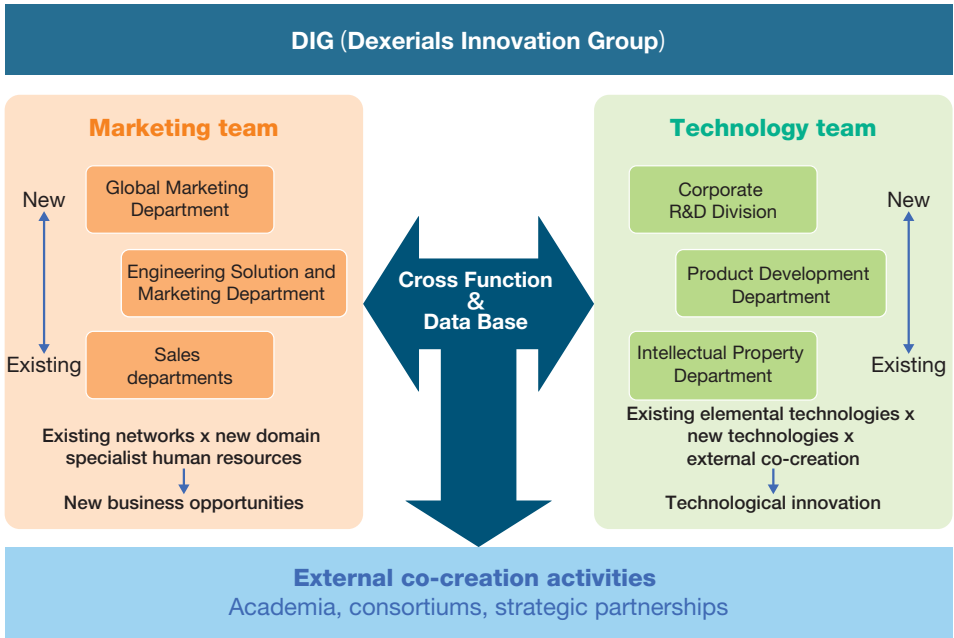 DIG (Dexerials Innovation Group)
Marketing team
New
Existing
Global Marketing
Department
Engineering Solution and
Marketing Department
Sales
departments
Existing networks x new domain
specialist human resources
New business opportunities
Cross Function
&
Data Base
Technology team
Corporate
R&D Division
Product Development
Department
Intellectual Property
Department
New
Existing
Existing elemental technologies x
new technologies x
external co-creation
Technological innovation
External co-creation activities
Academia, consortiums, strategic partnerships